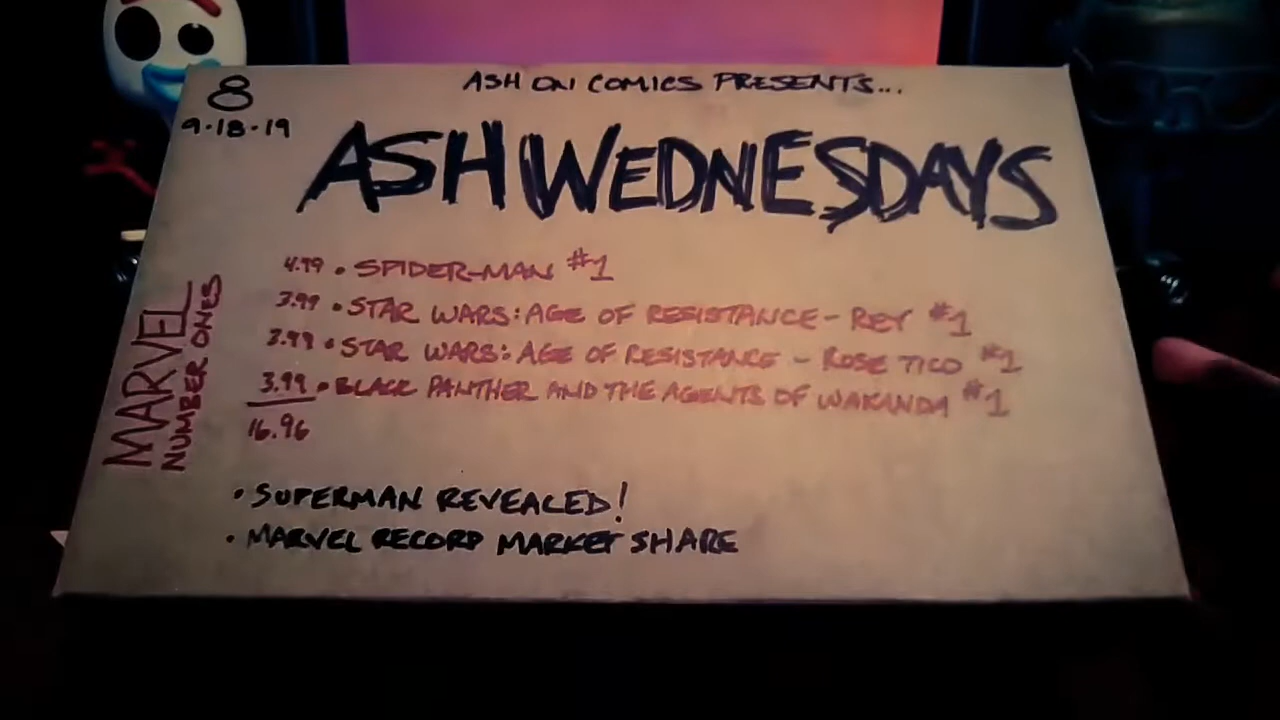 8
9-18-19
ASH ON COMICS PRESENTS...
ASH WEDNESDAYS
MARVEL
NUMBER ONES
4.99 • SPIDER-MAN #1
3.99 • STAR WARS: AGE OF RESISTANCE - REY #1
3.99 • STAR WARS: AGE OF RESISTANCE - ROSE TICO #1
3.99 • BLACK PANTHER AND THE AGENTS OF WAKANDA #1
16.96
• SUPERMAN REVEALED!
• MARVEL RECORD MARKET SHARE